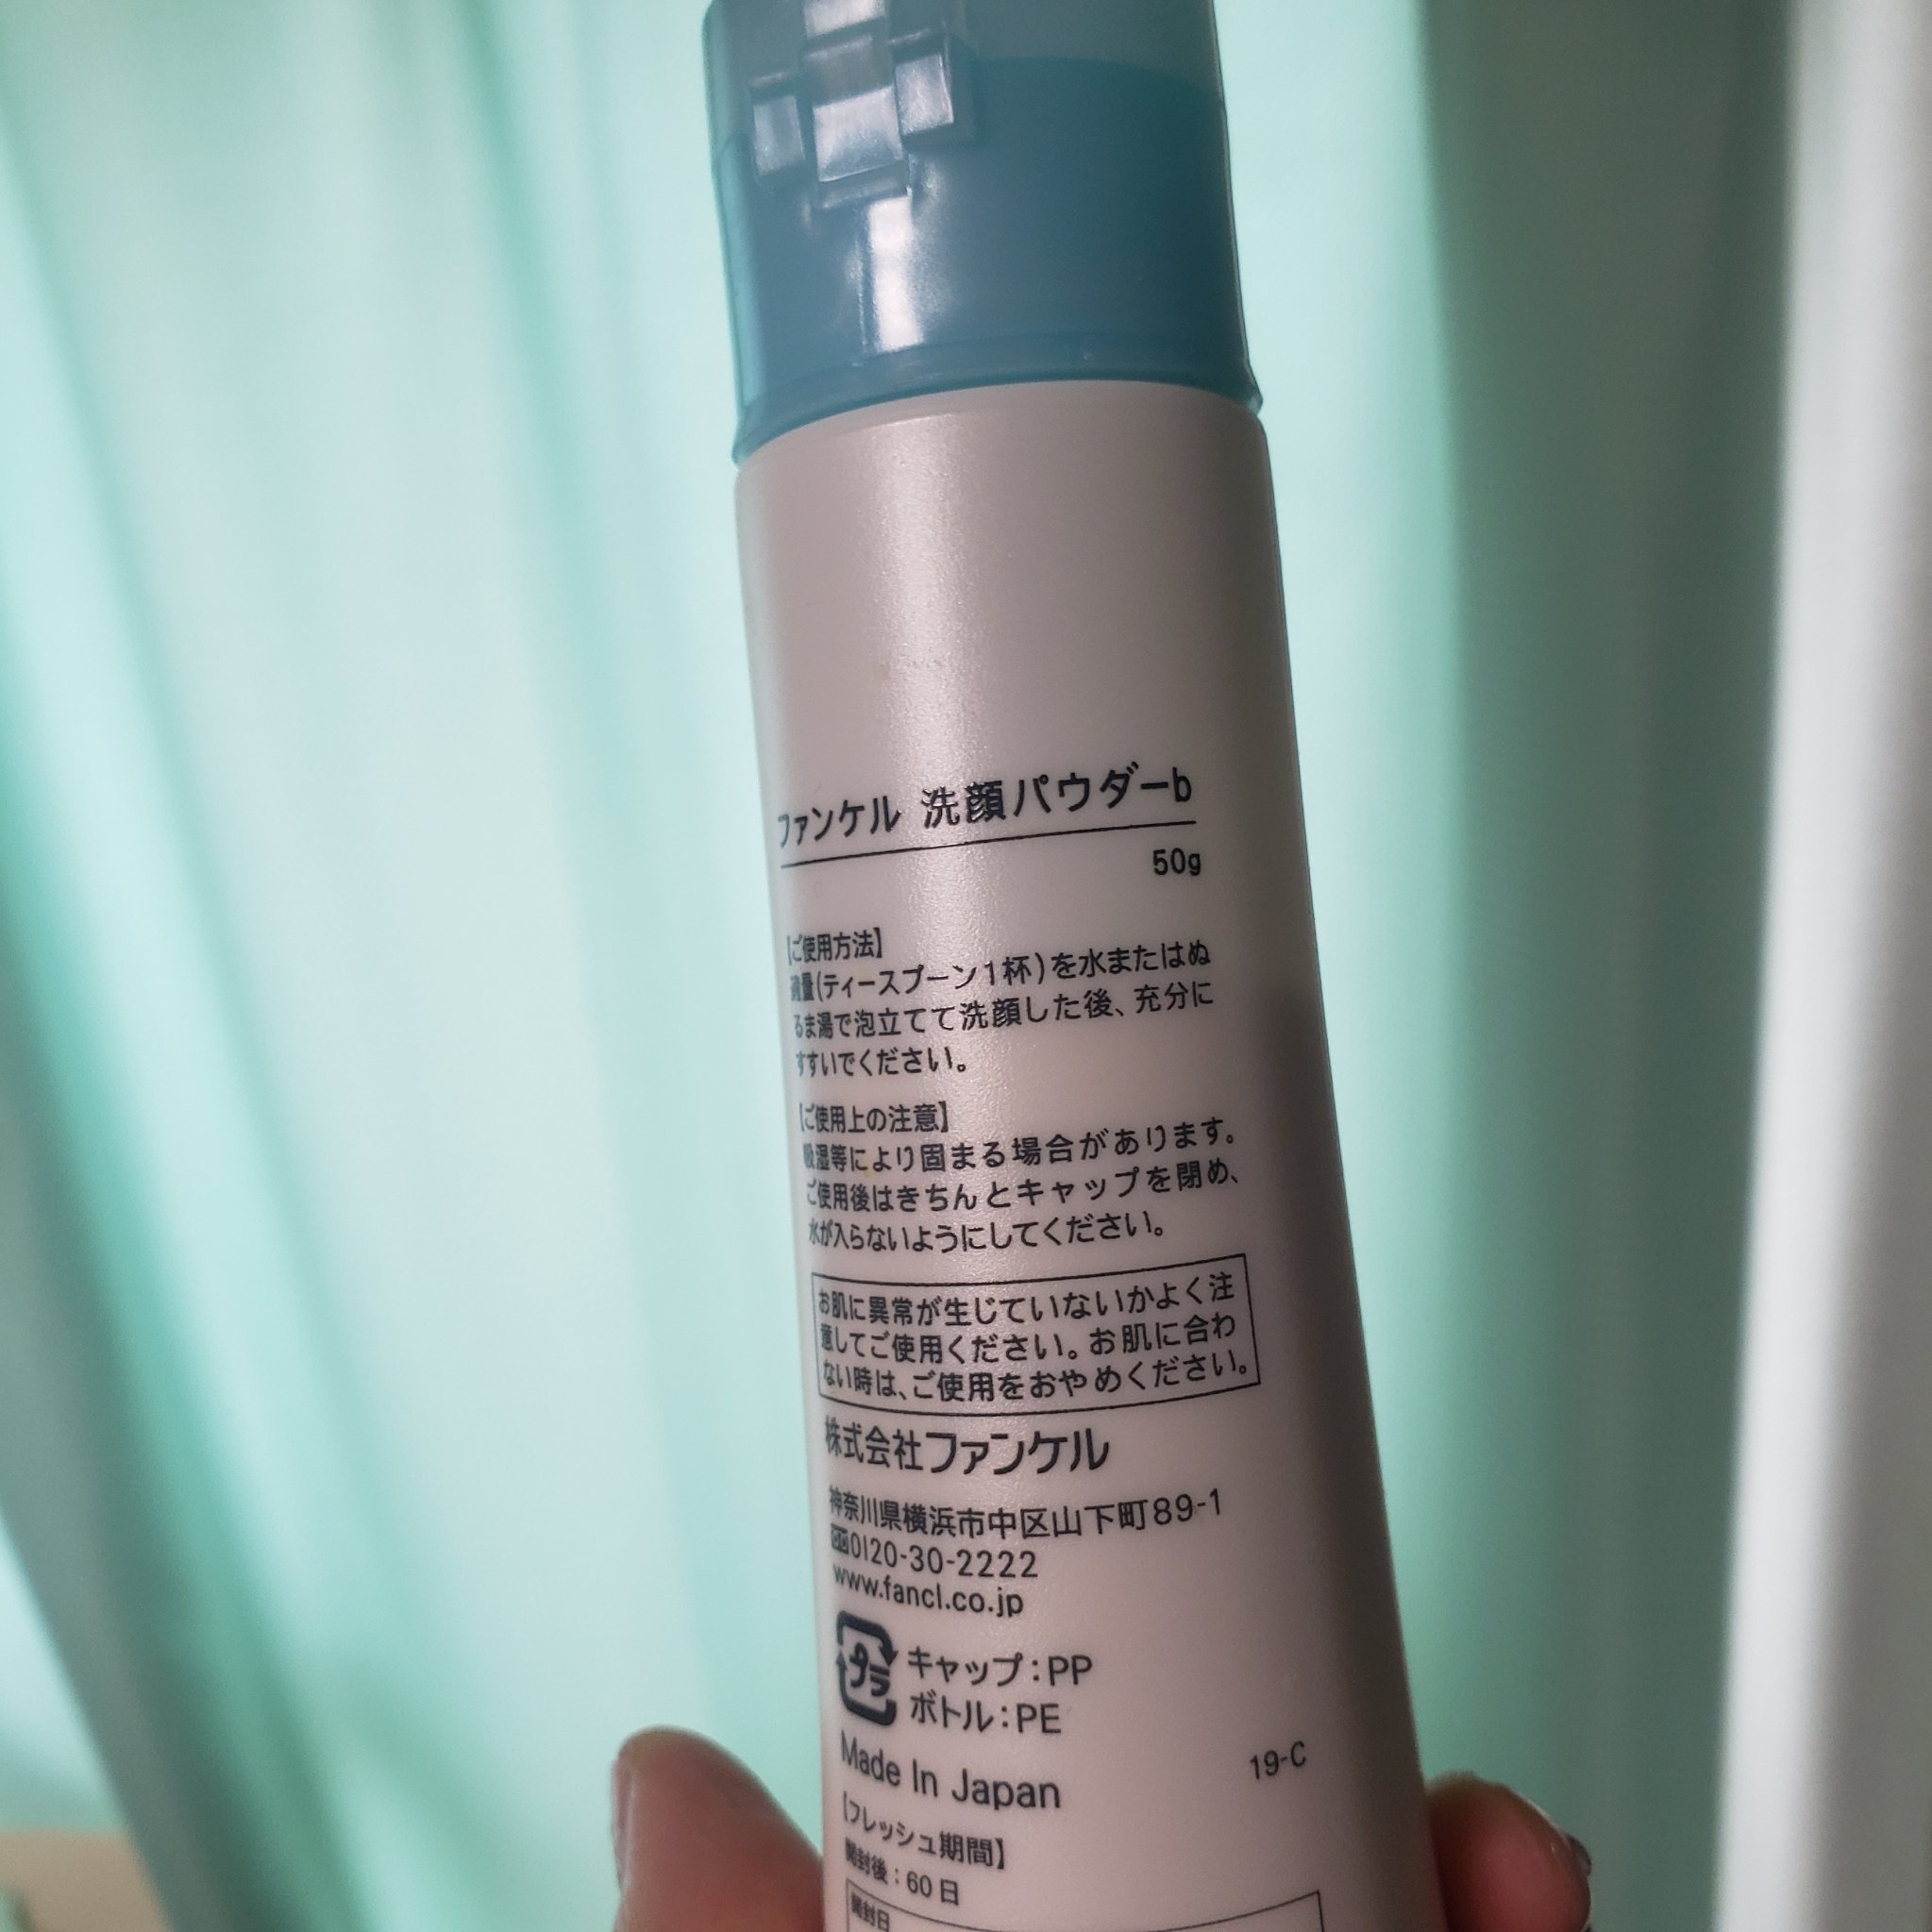 ファンケル 洗顔パウダーb
50g
【ご使用方法】
適量(ティースプーン1杯)を水またはぬ
るま湯で泡立てて洗顔した後、充分に
すすいでください。
【ご使用上の注意】
吸湿等により固まる場合があります。
ご使用後はきちんとキャップを閉め、
水が入らないようにしてください。
お肌に異常が生じていないかよく注
意してご使用ください。お肌に合わ
ない時は、ご使用をおやめください。
株式会社ファンケル
神奈川県横浜市中区山下町89-1
0120-30-2222
www.fancl.co.jp
プラ
キャップ:PP
ボトル:PE
Made In Japan
19-C
【フレッシュ期間】
開封後:60日
開封日